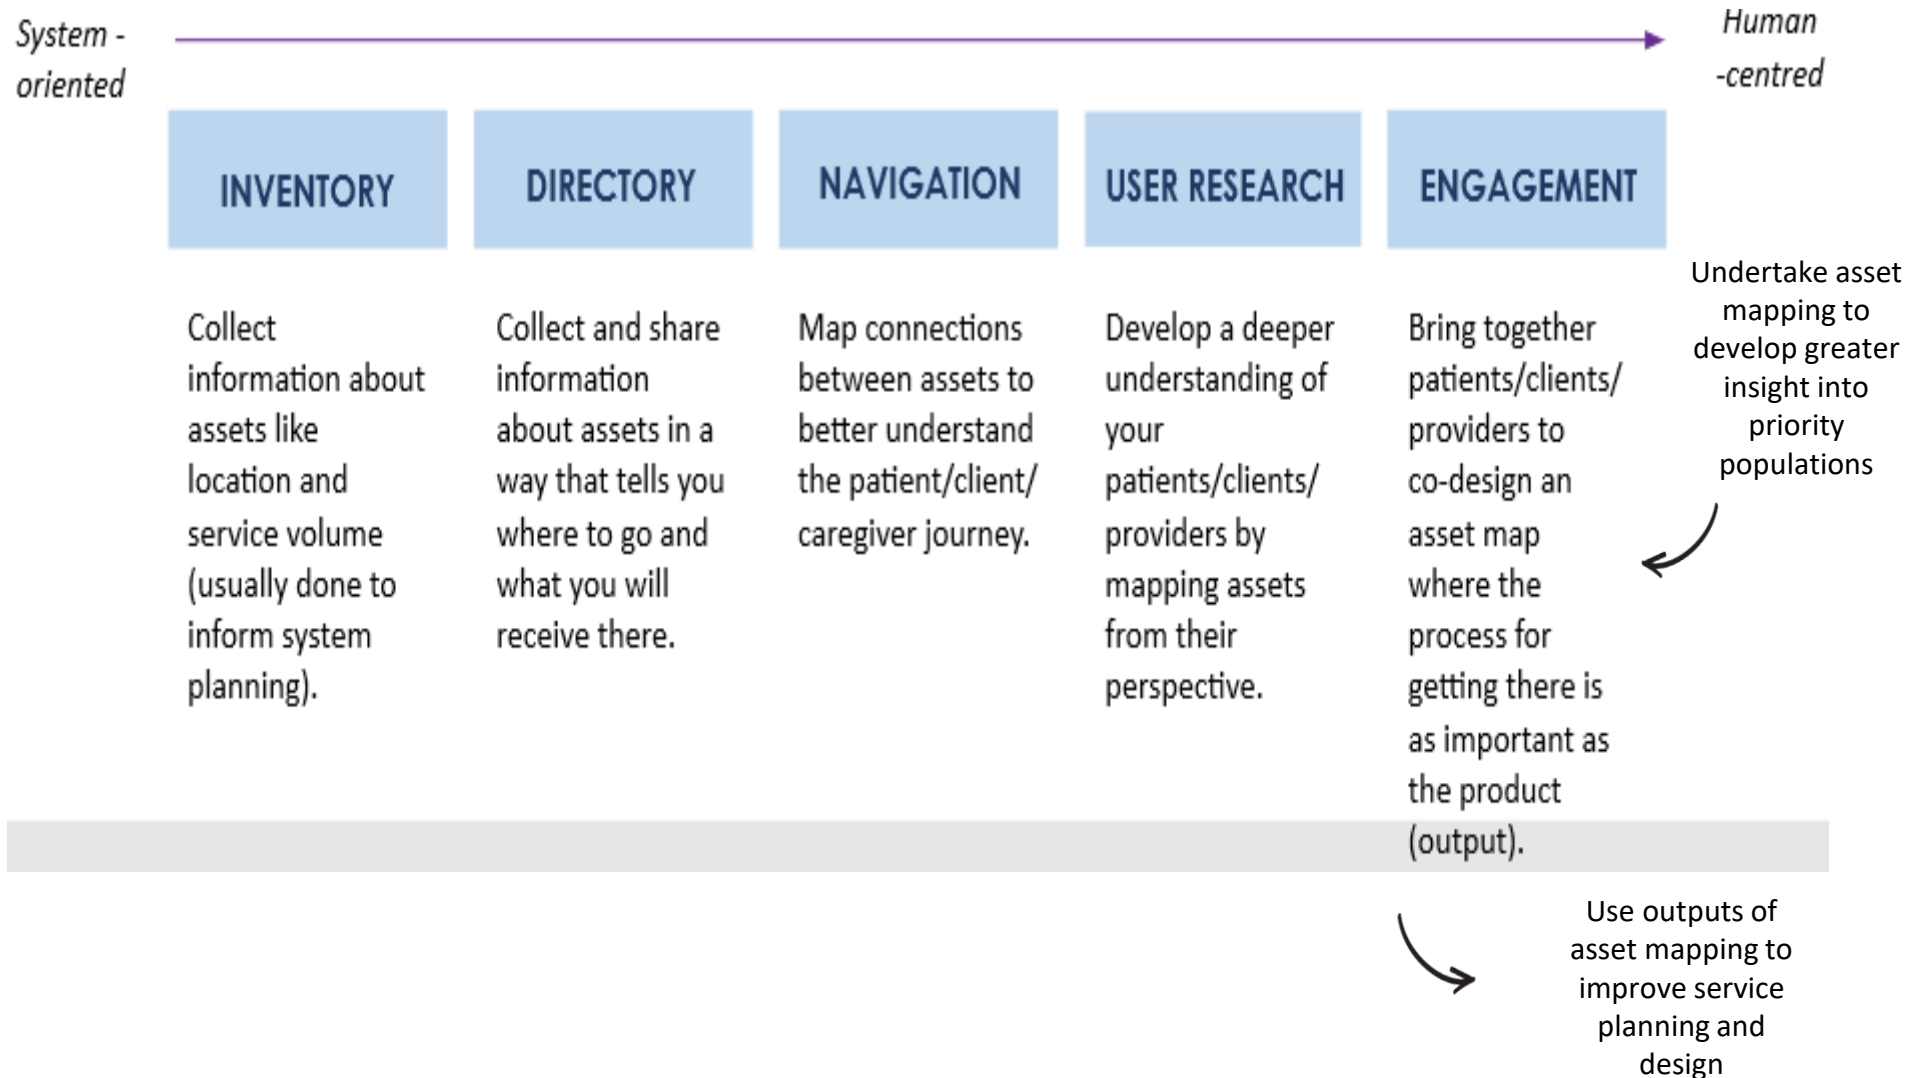 System -
oriented
Human
-centred
INVENTORY
DIRECTORY
NAVIGATION
USER RESEARCH
ENGAGEMENT
Collect
information about
assets like
location and
service volume
(usually done to
inform system
planning).
Collect and share
information
about assets in a
way that tells you
where to go and
what you will
receive there.
Map connections
between assets to
better understand
the patient/client/
caregiver journey.
Develop a deeper
understanding of
your
patients/clients/
providers by
mapping assets
from their
perspective.
Bring together
patients/clients/
providers to
co-design an
asset map
where the
process for
getting there is
as important as
the product
(output).
Undertake asset
mapping to
develop greater
insight into
priority
populations
Use outputs of
asset mapping to
improve service
planning and
design